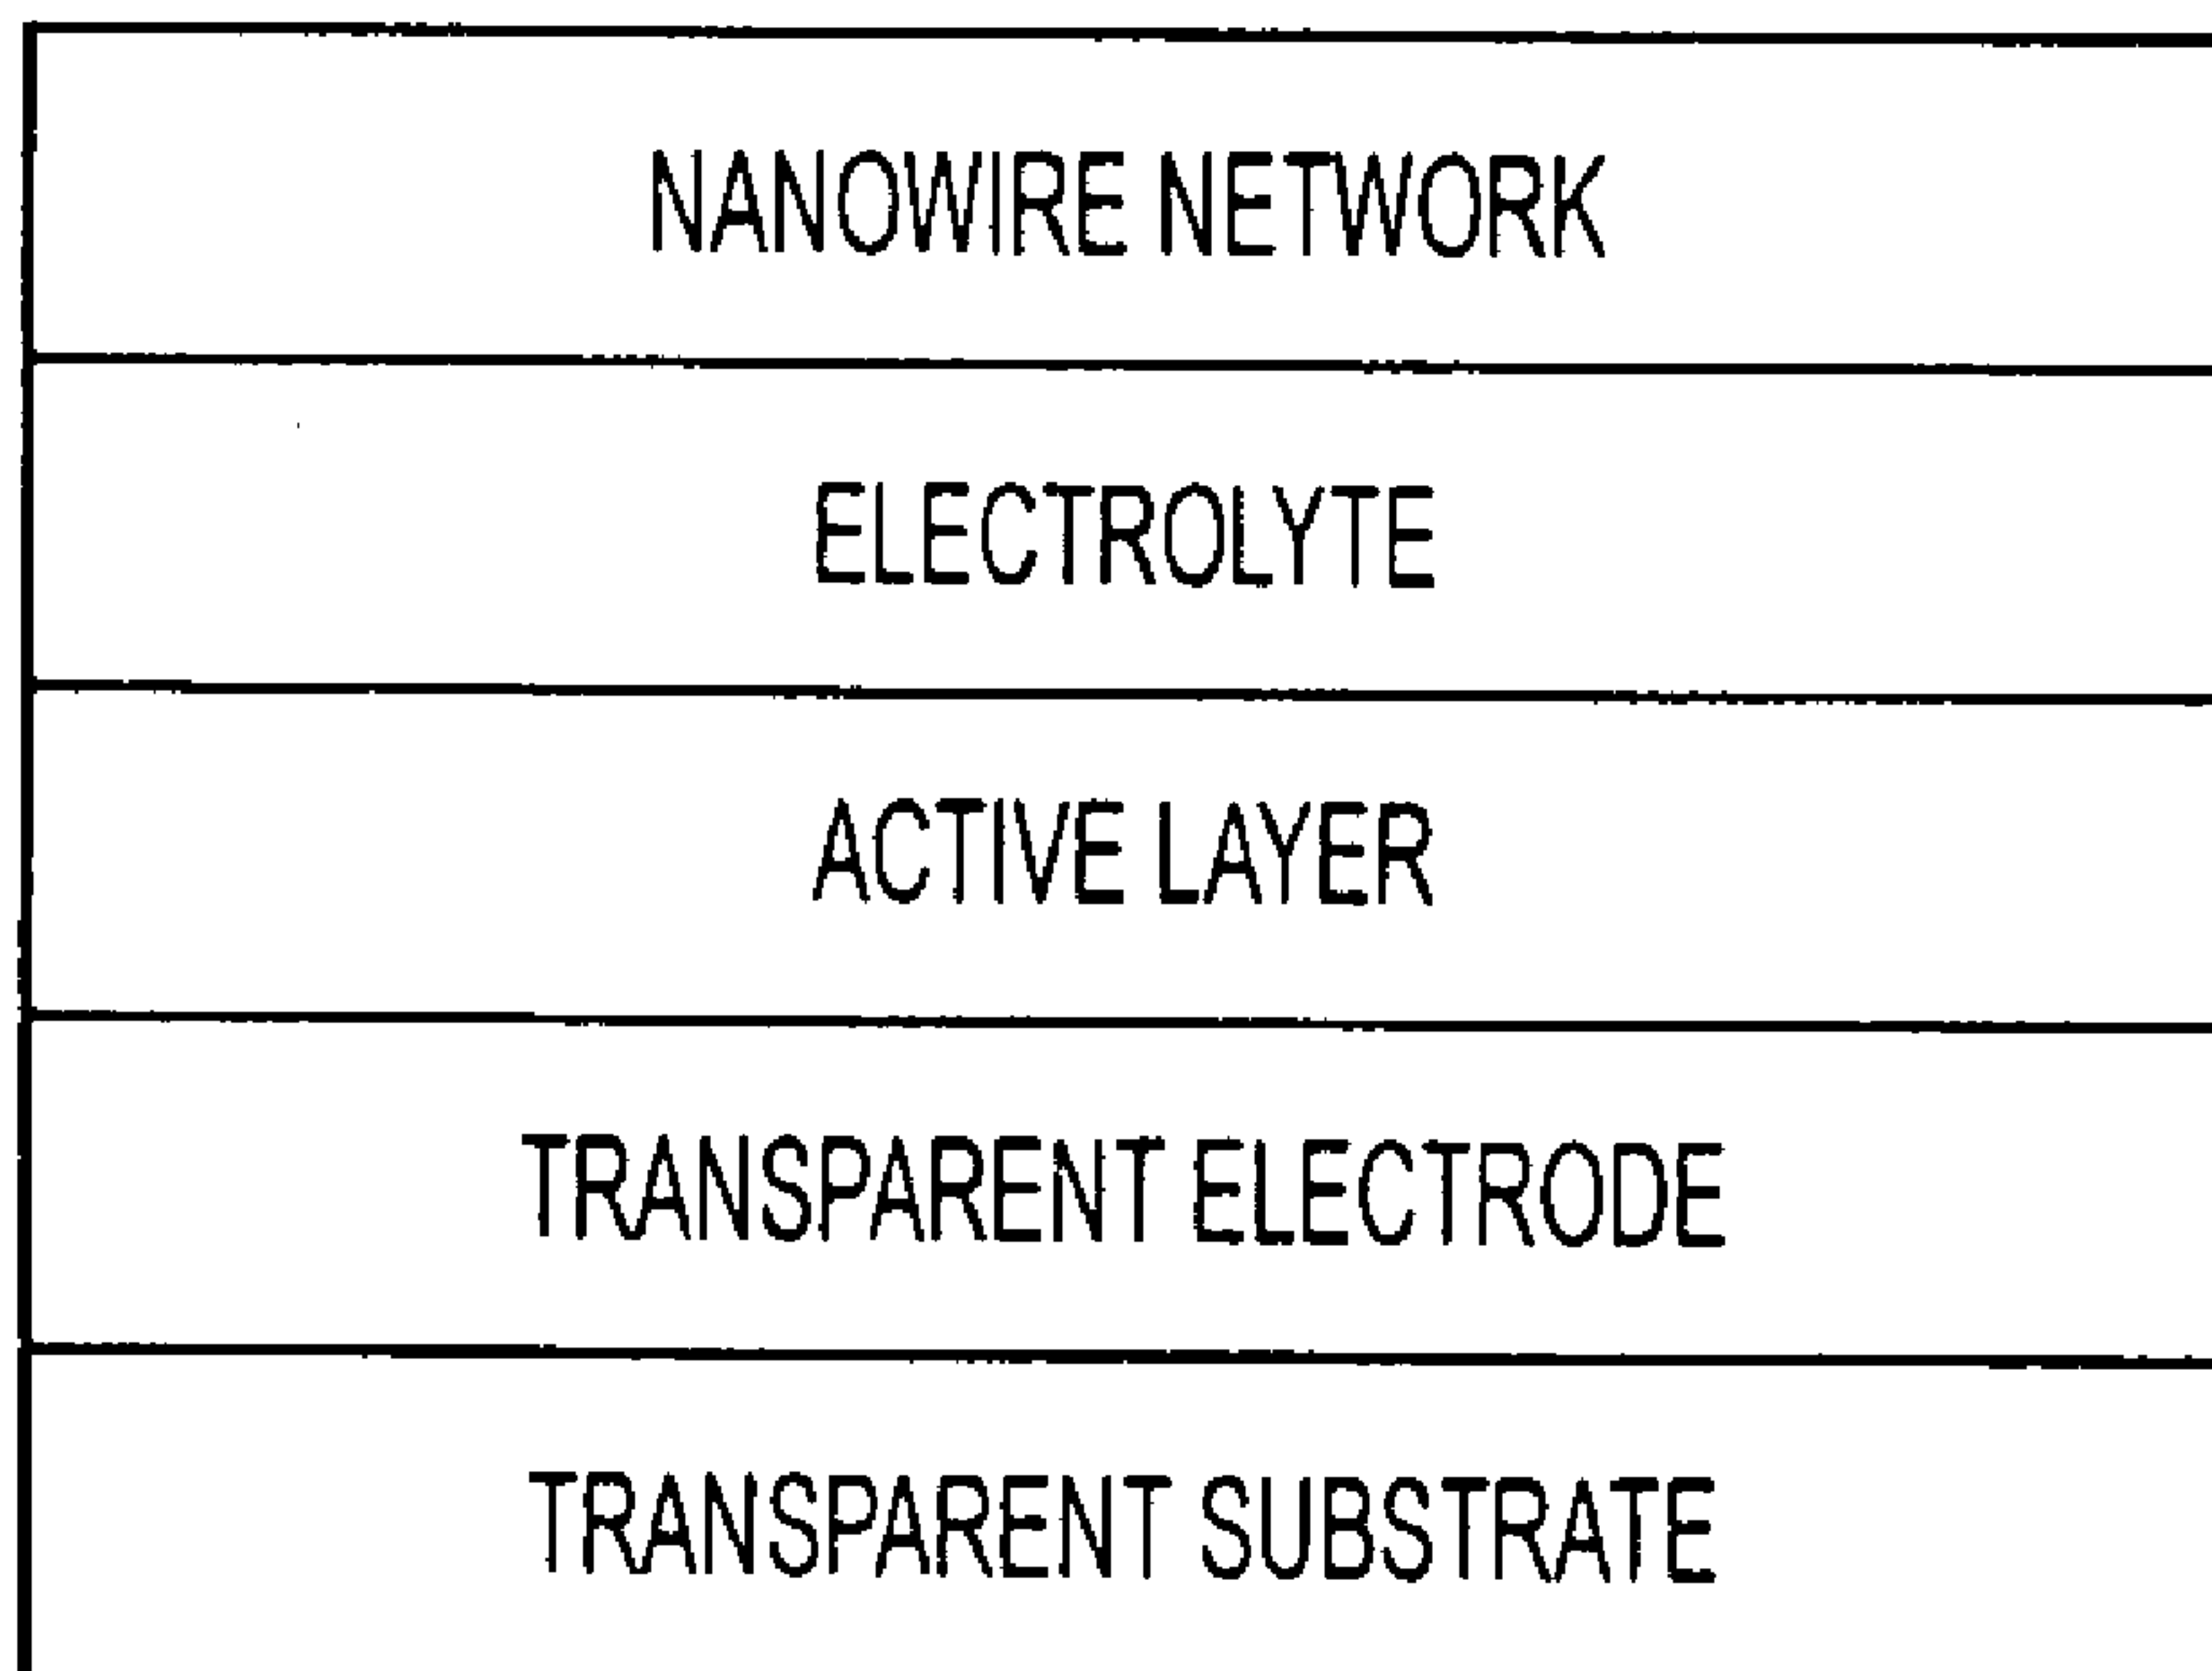 NANOWIRE NETWORK
ELECTROLYTE
ACTIVE LAYER
TRANSPARENT ELECTRODE
TRANSPARENT SUBSTRATE